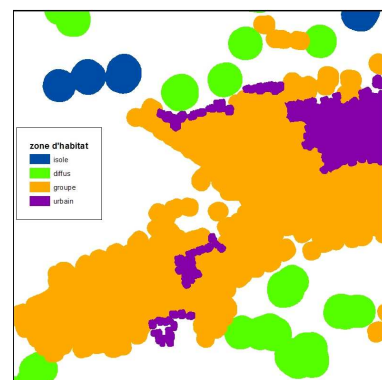 zone d'habitat
isole
diffus
groupe
urbain